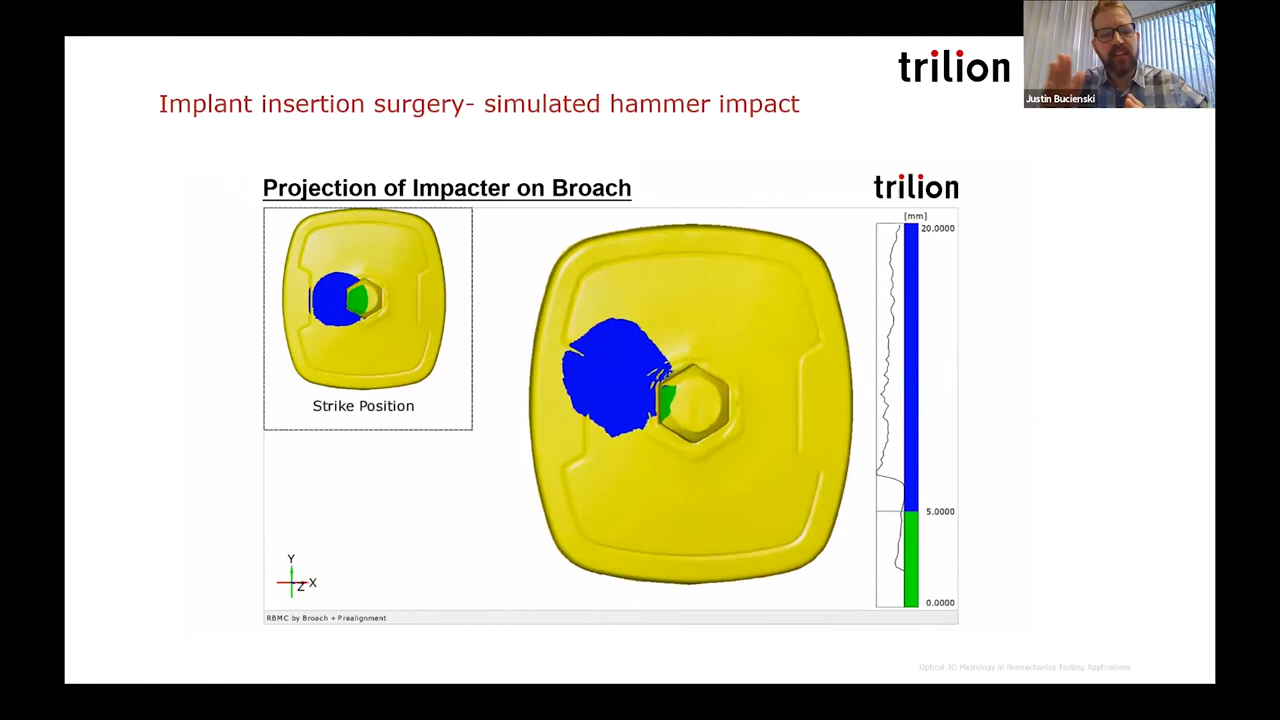 trilion
Justin Bucienski
Implant insertion surgery- simulated hammer impact
Projection of Impacter on Broach
trilion
[mm]
20.0000
Strike Position
5.0000
Y
X
Z
0.0000
RBMC by Broach + Prealignment
Optical 3D Metrology in Biomechanics Testing Applications